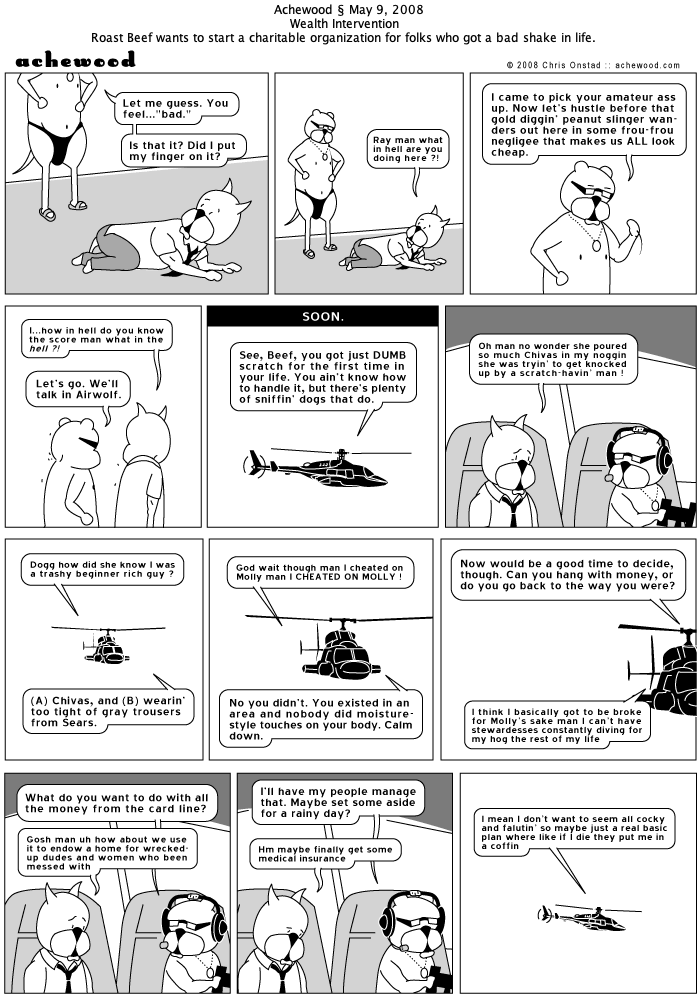 Achewood § May 9, 2008
Wealth Intervention
Roast Beef wants to start a charitable organization for folks who got a bad shake in life.
achewood
© 2008 Chris Onstad :: achewood.com
Let me guess. You
feel..."bad."
Is that it? Did I put
my finger on it?
Ray man what
in hell are you
doing here ?!
I came to pick your amateur ass
up. Now let's hustle before that
gold diggin' peanut slinger wan-
ders out here in some frou-frou
negligee that makes us ALL look
cheap.
I...how in hell do you know
the score man what in the
hell ?!
Let's go. We'll
talk in Airwolf.
SOON.
See, Beef, you got just DUMB
scratch for the first time in
your life. You ain't know how
to handle it, but there's plenty
of sniffin' dogs that do.
Oh man no wonder she poured
so much Chivas in my noggin
she was tryin' to get knocked
up by a scratch-havin' man !
Dogg how did she know I was
a trashy beginner rich guy ?
(A) Chivas, and (B) wearin'
too tight of gray trousers
from Sears.
God wait though man I cheated on
Molly man I CHEATED ON MOLLY !
No you didn't. You existed in an
area and nobody did moisture-
style touches on your body. Calm
down.
Now would be a good time to decide,
though. Can you hang with money, or
do you go back to the way you were?
I think I basically got to be broke
for Molly's sake man I can't have
stewardesses constantly diving for
my hog the rest of my life
What do you want to do with all
the money from the card line?
Gosh man uh how about we use
it to endow a home for wrecked-
up dudes and women who been
messed with
I'll have my people manage
that. Maybe set some aside
for a rainy day?
Hm maybe finally get some
medical insurance
I mean I don't want to seem all cocky
and falutin' so maybe just a real basic
plan where like if I die they put me in
a coffin